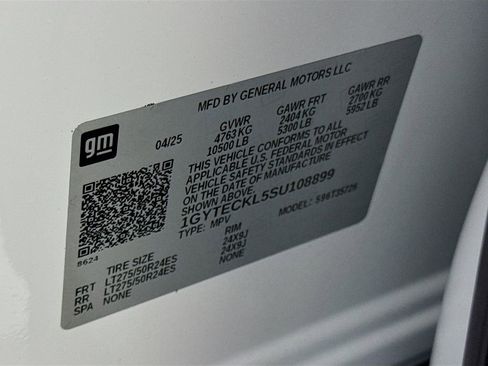 gm
MFD BY GENERAL MOTORS LLC
04/25
GVWR GAWR FRT GAWR RR
4763 KG 2404 KG 2700 KG
10500 LB 5300 LB 5952 LB
THIS VEHICLE CONFORMS TO ALL
APPLICABLE U.S. FEDERAL MOTOR
VEHICLE SAFETY STANDARDS IN EFFECT
ON THE DATE OF MANUFACTURE
SHOWN ABOVE.
1GYTECKL5SU108899
TYPE: MPV MODEL:
8624
TIRE SIZE RIM
FRT LT275/50R24ES 24X9J
RR LT275/50R24ES 24X9J
SPA NONE NONE